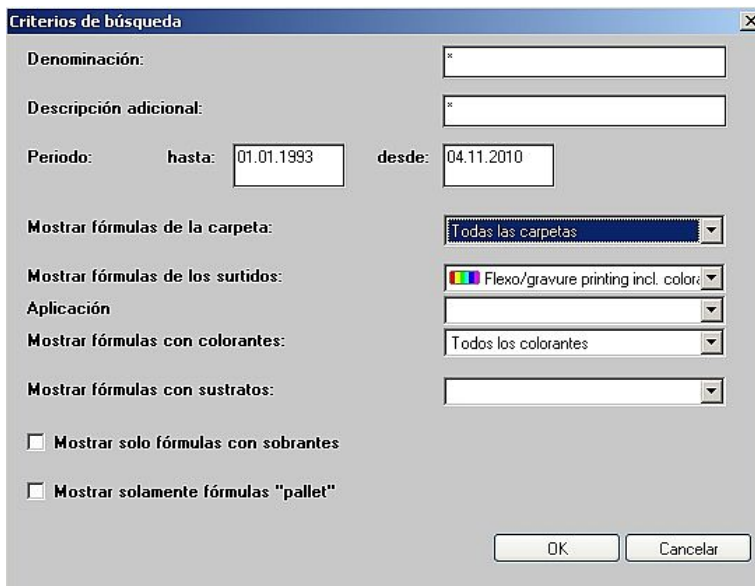 Criterios de búsqueda
Denominación: *
Descripción adicional: *
Periodo: hasta: 01.01.1993 desde: 04.11.2010
Mostrar fórmulas de la carpeta: Todas las carpetas
Mostrar fórmulas de los surtidos: Flexo/gravure printing incl. colora
Aplicación
Mostrar fórmulas con colorantes: Todos los colorantes
Mostrar fórmulas con sustratos:
Mostrar solo fórmulas con sobrantes
Mostrar solamente fórmulas "pallet"
OK Cancelar